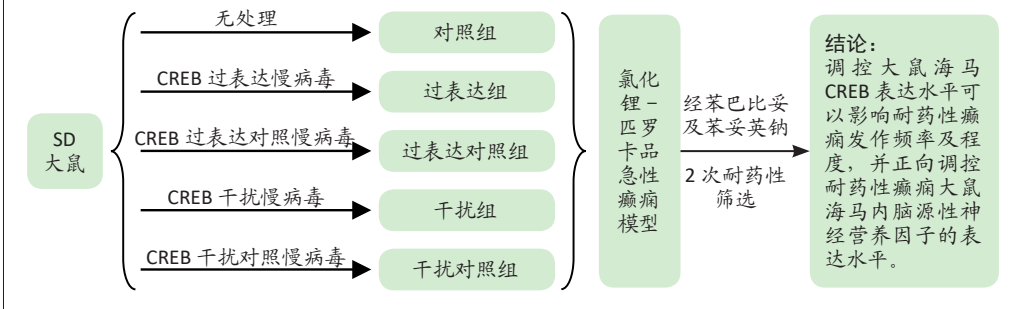 SD
大鼠
无处理
对照组
CREB 过表达慢病毒
过表达组
CREB 过表达对照慢病毒
过表达对照组
CREB 干扰慢病毒
干扰组
CREB 干扰对照慢病毒
干扰对照组
氯化
锂 –
匹罗
卡品
急性
癫痫
模型
经苯巴比妥
及苯妥英钠
2 次耐药性
筛选
结论：
调控大鼠海马
CREB 表达水平可
以影响耐药性癫
痫发作频率及程
度，并正向调控
耐药性癫痫大鼠
海马内脑源性神
经营养因子的表
达水平。